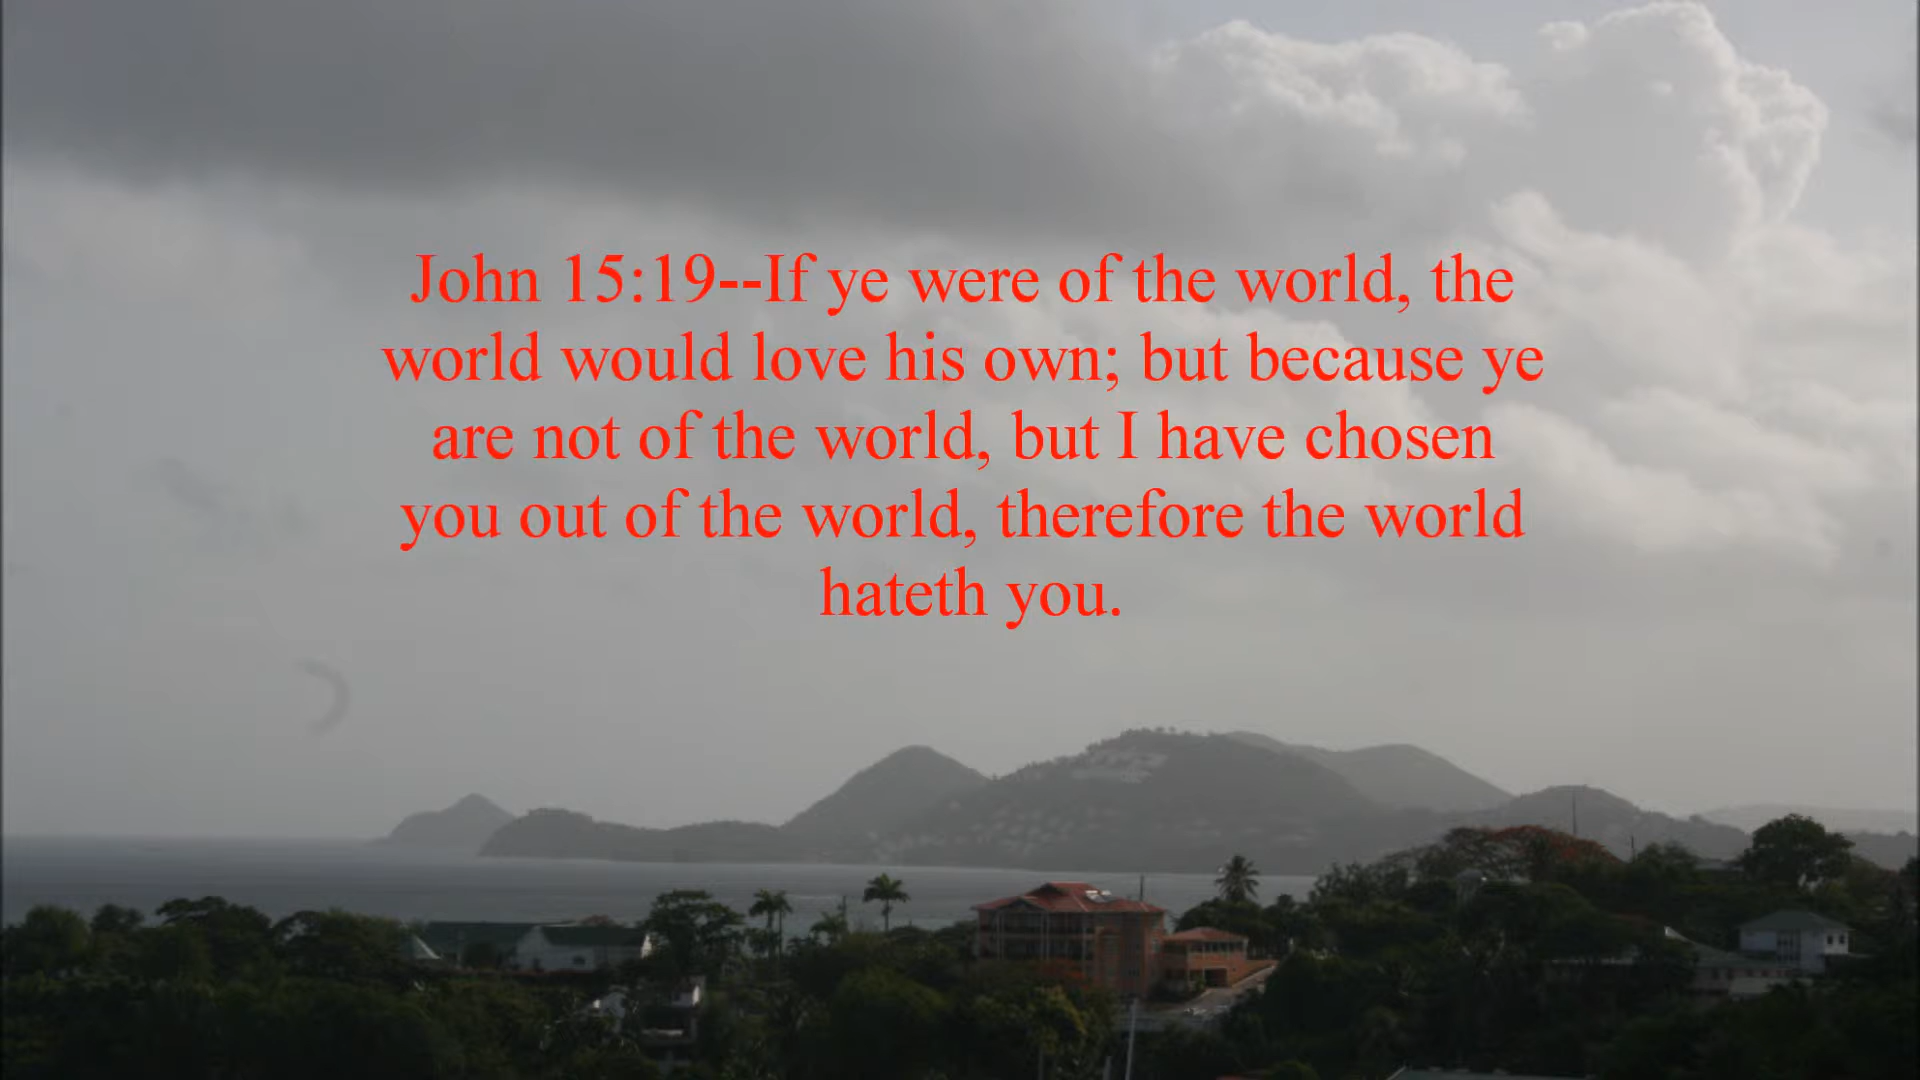 John 15:19--If ye were of the world, the
world would love his own; but because ye
are not of the world, but I have chosen
you out of the world, therefore the world
hateth you.